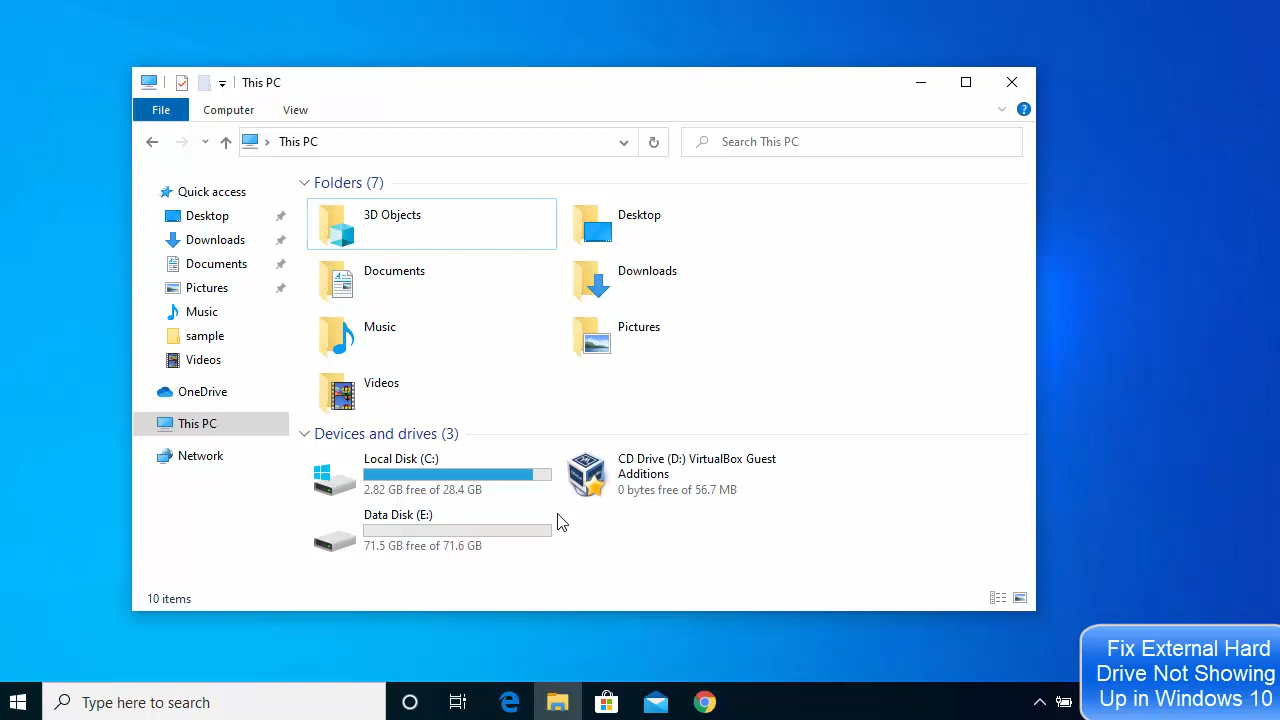 This PC
File
Computer
View
This PC
Search This PC
Quick access
Desktop
Downloads
Documents
Pictures
Music
sample
Videos
OneDrive
This PC
Network
Folders (7)
3D Objects
Desktop
Documents
Downloads
Music
Pictures
Videos
Devices and drives (3)
Local Disk (C:)
2.82 GB free of 28.4 GB
CD Drive (D:) VirtualBox Guest
Additions
0 bytes free of 56.7 MB
Data Disk (E:)
71.5 GB free of 71.6 GB
10 items
Fix External Hard
Drive Not Showing
Up in Windows 10
Type here to search